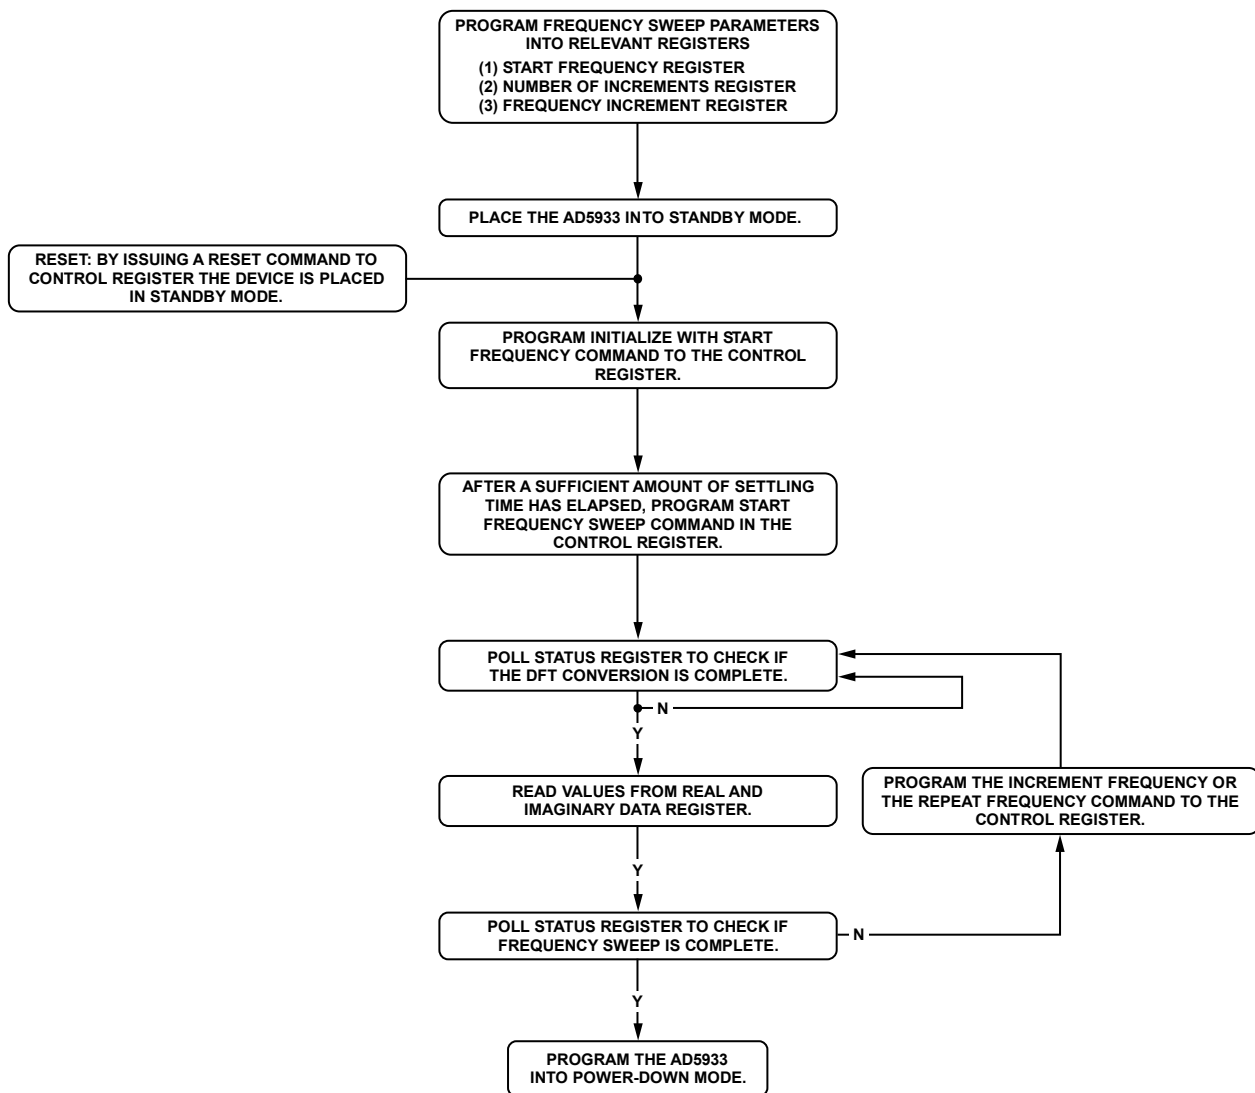 PROGRAM FREQUENCY SWEEP PARAMETERS
INTO RELEVANT REGISTERS
(1) START FREQUENCY REGISTER
(2) NUMBER OF INCREMENTS REGISTER
(3) FREQUENCY INCREMENT REGISTER
PLACE THE AD5933 INTO STANDBY MODE.
RESET: BY ISSUING A RESET COMMAND TO
CONTROL REGISTER THE DEVICE IS PLACED
IN STANDBY MODE.
PROGRAM INITIALIZE WITH START
FREQUENCY COMMAND TO THE CONTROL
REGISTER.
AFTER A SUFFICIENT AMOUNT OF SETTLING
TIME HAS ELAPSED, PROGRAM START
FREQUENCY SWEEP COMMAND IN THE
CONTROL REGISTER.
POLL STATUS REGISTER TO CHECK IF
THE DFT CONVERSION IS COMPLETE.
N
Y
READ VALUES FROM REAL AND
IMAGINARY DATA REGISTER.
PROGRAM THE INCREMENT FREQUENCY OR
THE REPEAT FREQUENCY COMMAND TO THE
CONTROL REGISTER.
Y
POLL STATUS REGISTER TO CHECK IF
FREQUENCY SWEEP IS COMPLETE.
N
Y
PROGRAM THE AD5933
INTO POWER-DOWN MODE.